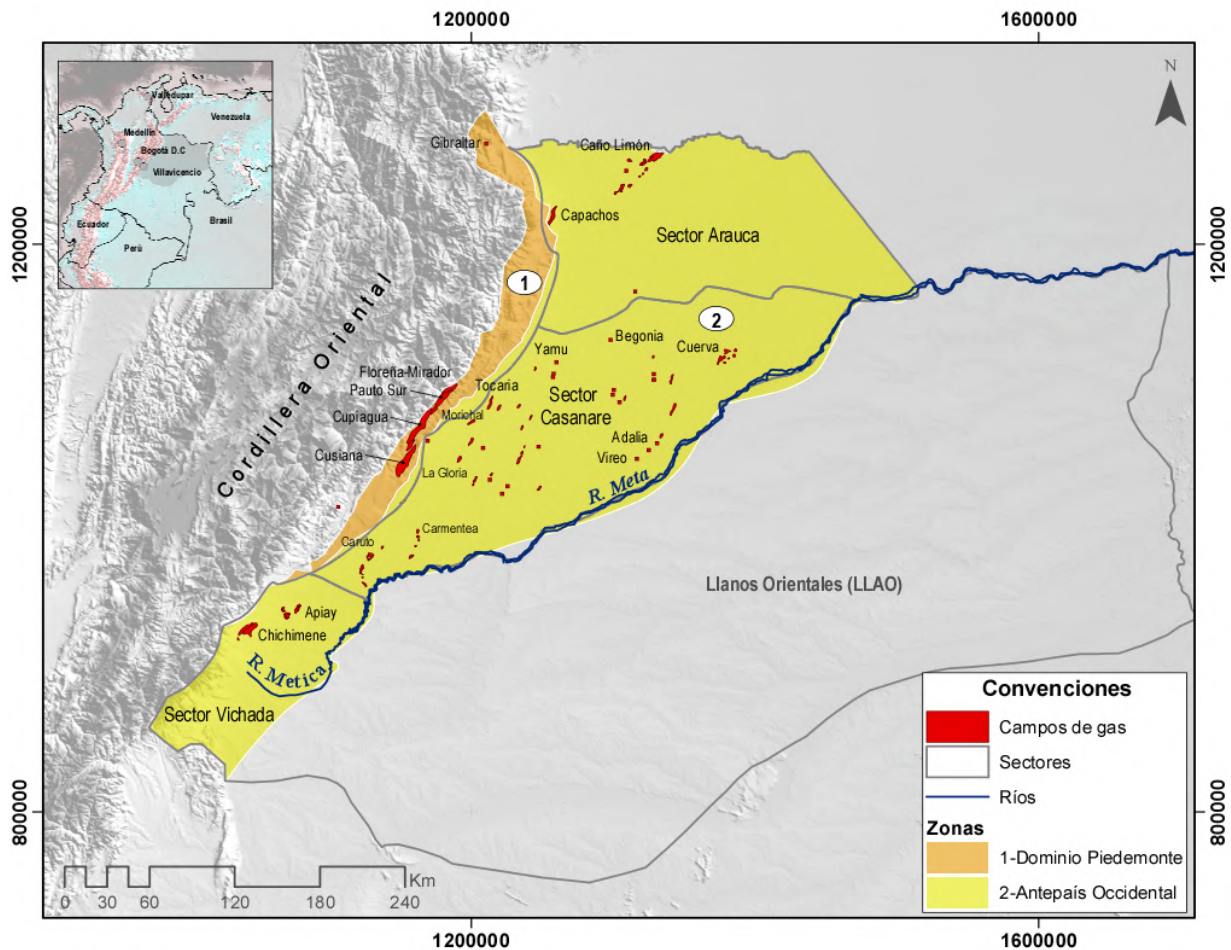 1200000
1600000
N
Valledupar
Venezuela
Medellín
Bogotá D.C
Villavicencio
Ecuador
Brasil
Perú
Gibraltar
Caño Limón
Capachos
Sector Arauca
1200000
1200000
1
2
Cordillera Oriental
Yamu
Begonia
Cuerva
Floreña-Mirador
Pauto Sur
Tocaria
Cupiagua
Morichal
Sector
Casanare
Cusiana
La Gloria
Adalia
Vireo
R. Meta
Caruto
Carmentea
Llanos Orientales (LLAO)
Apiay
Chichimene
R. Metica
Sector Vichada
Convenciones
Campos de gas
Sectores
Ríos
Zonas
1-Dominio Piedemonte
2-Antepaís Occidental
800000
800000
Km
0 30 60 120 180 240
1200000
1600000